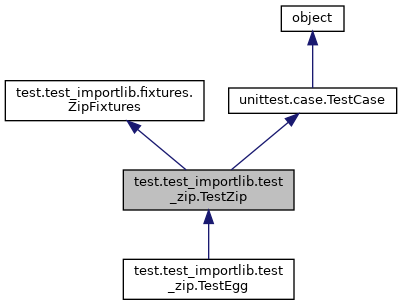 object
test.test_importlib.fixtures.
ZipFixtures
unittest.case.TestCase
test.test_importlib.test
_zip.TestZip
test.test_importlib.test
_zip.TestEgg